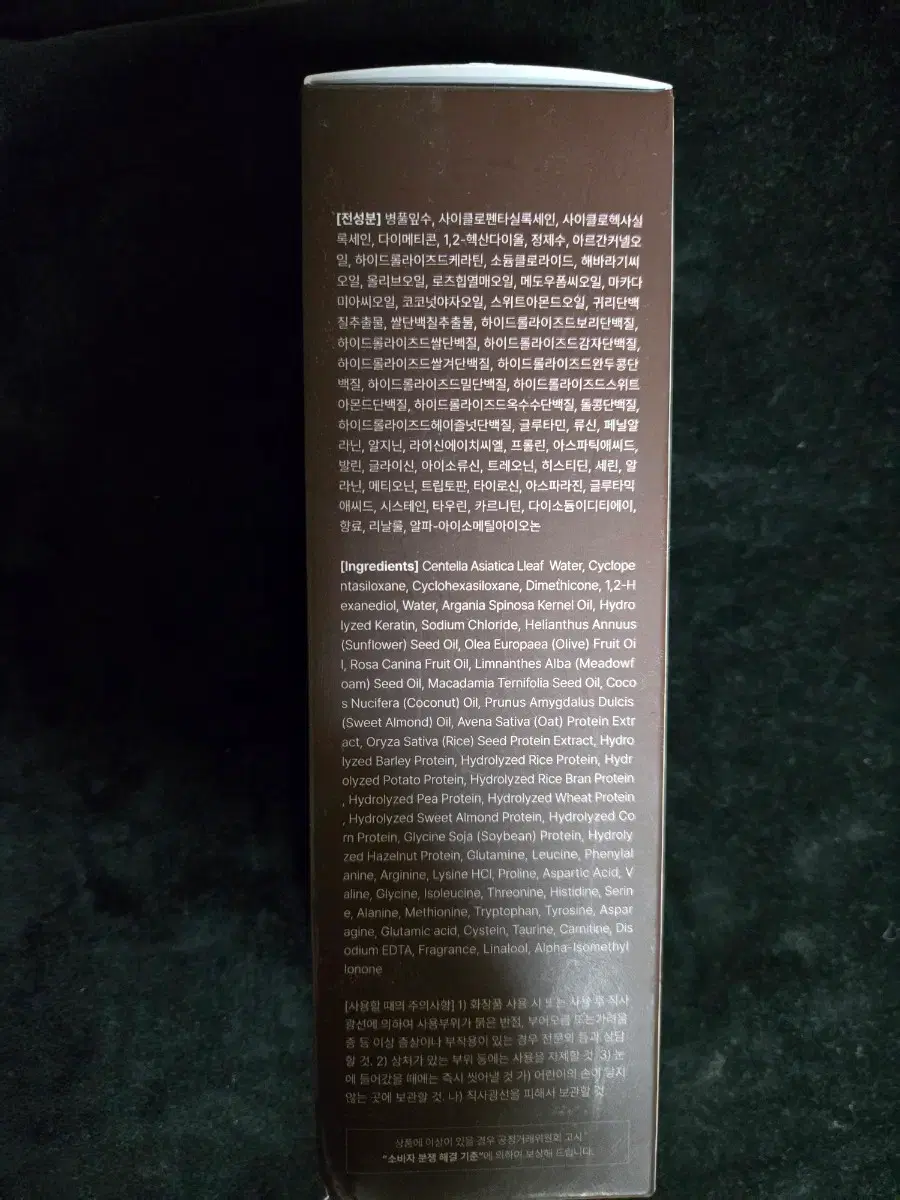 [전성분] 병풀잎수, 사이클로펜타실록세인, 사이클로헥사실
록세인, 다이메티콘, 1,2-헥산다이올, 정제수, 아르간커넬오
일, 하이드롤라이즈드케라틴, 소듐클로라이드, 해바라기씨
오일, 올리브오일, 로즈힙열매오일, 메도우폼씨오일, 마카다
미아씨오일, 코코넛야자오일, 스위트아몬드오일, 귀리단백
질추출물, 쌀단백질추출물, 하이드롤라이즈드보리단백질,
하이드롤라이즈드쌀단백질, 하이드롤라이즈드감자단백질,
하이드롤라이즈드쌀겨단백질, 하이드롤라이즈드완두콩단
백질, 하이드롤라이즈드밀단백질, 하이드롤라이즈드스위트
아몬드단백질, 하이드롤라이즈드옥수수단백질, 돌콩단백질,
하이드롤라이즈드헤이즐넛단백질, 글루타민, 류신, 페닐알
라닌, 알지닌, 라이신에이치씨엘, 프롤린, 아스파틱애씨드,
발린, 글라이신, 아이소류신, 트레오닌, 히스티딘, 세린, 알
라닌, 메티오닌, 트립토판, 타이로신, 아스파라진, 글루타믹
애씨드, 시스테인, 타우린, 카르니틴, 다이소듐이디티에이,
향료, 리날룰, 알파-아이소메틸아이오논
[Ingredients] Centella Asiatica Lleaf Water, Cyclope
ntasiloxane, Cyclohexasiloxane, Dimethicone, 1,2-H
exanediol, Water, Argania Spinosa Kernel Oil, Hydro
lyzed Keratin, Sodium Chloride, Helianthus Annuus
(Sunflower) Seed Oil, Olea Europaea (Olive) Fruit Oi
l, Rosa Canina Fruit Oil, Limnanthes Alba (Meadowf
oam) Seed Oil, Macadamia Ternifolia Seed Oil, Coco
s Nucifera (Coconut) Oil, Prunus Amygdalus Dulcis
(Sweet Almond) Oil, Avena Sativa (Oat) Protein Extr
act, Oryza Sativa (Rice) Seed Protein Extract, Hydro
lyzed Barley Protein, Hydrolyzed Rice Protein, Hydr
olyzed Potato Protein, Hydrolyzed Rice Bran Protein
, Hydrolyzed Pea Protein, Hydrolyzed Wheat Protein
, Hydrolyzed Sweet Almond Protein, Hydrolyzed Co
rn Protein, Glycine Soja (Soybean) Protein, Hydroly
zed Hazelnut Protein, Glutamine, Leucine, Phenylal
anine, Arginine, Lysine HCl, Proline, Aspartic Acid, V
aline, Glycine, Isoleucine, Threonine, Histidine, Serin
e, Alanine, Methionine, Tryptophan, Tyrosine, Aspar
agine, Glutamic acid, Cystein, Taurine, Carnitine, Dis
odium EDTA, Fragrance, Linalool, Alpha-Isomethyl
Ionone
[사용할 때의 주의사항] 1) 화장품 사용 시 또는 사용 후 직사
광선에 의하여 사용부위가 붉은 반점, 부어오름 또는 가려움
증 등 이상 증상이나 부작용이 있는 경우 전문의 등과 상담
할 것. 2) 상처가 있는 부위 등에는 사용을 자제할 것. 3) 눈
에 들어갔을 때에는 즉시 씻어낼 것 가) 어린이의 손이 닿지
않는 곳에 보관할 것. 나) 직사광선을 피해서 보관할 것
상품에 이상이 있을 경우 공정거래위원회 고시
"소비자 분쟁 해결 기준"에 의하여 보상해 드립니다.